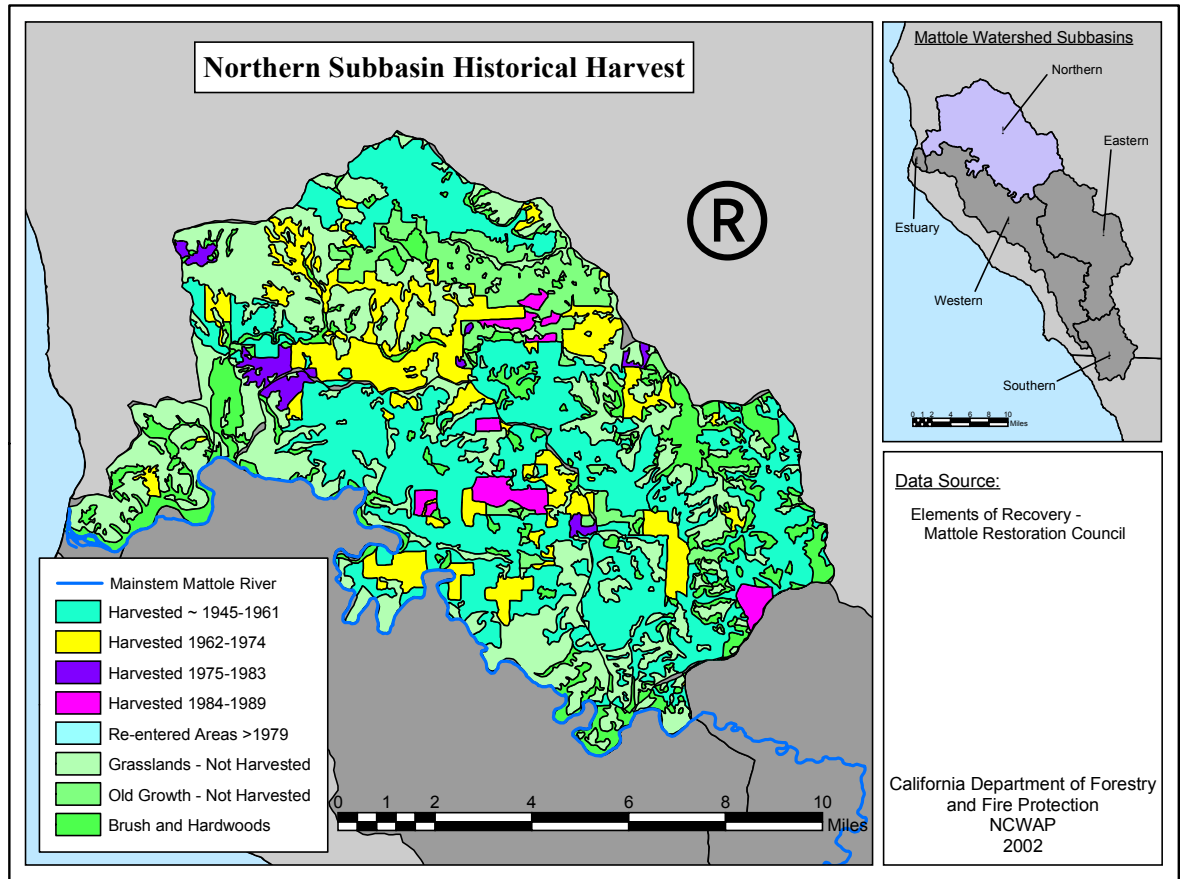 Northern Subbasin Historical Harvest
®
Mainstem Mattole River
Harvested ~ 1945-1961
Harvested 1962-1974
Harvested 1975-1983
Harvested 1984-1989
Re-entered Areas >1979
Grasslands - Not Harvested
Old Growth - Not Harvested
Brush and Hardwoods
0 2 4 6 8 10
Miles
Mattole Watershed Subbasins
Northern
Eastern
Estuary
Western
Southern
0 1 2 4 6 8 10
Miles
Data Source:
Elements of Recovery -
Mattole Restoration Council
California Department of Forestry
and Fire Protection
NCWAP
2002